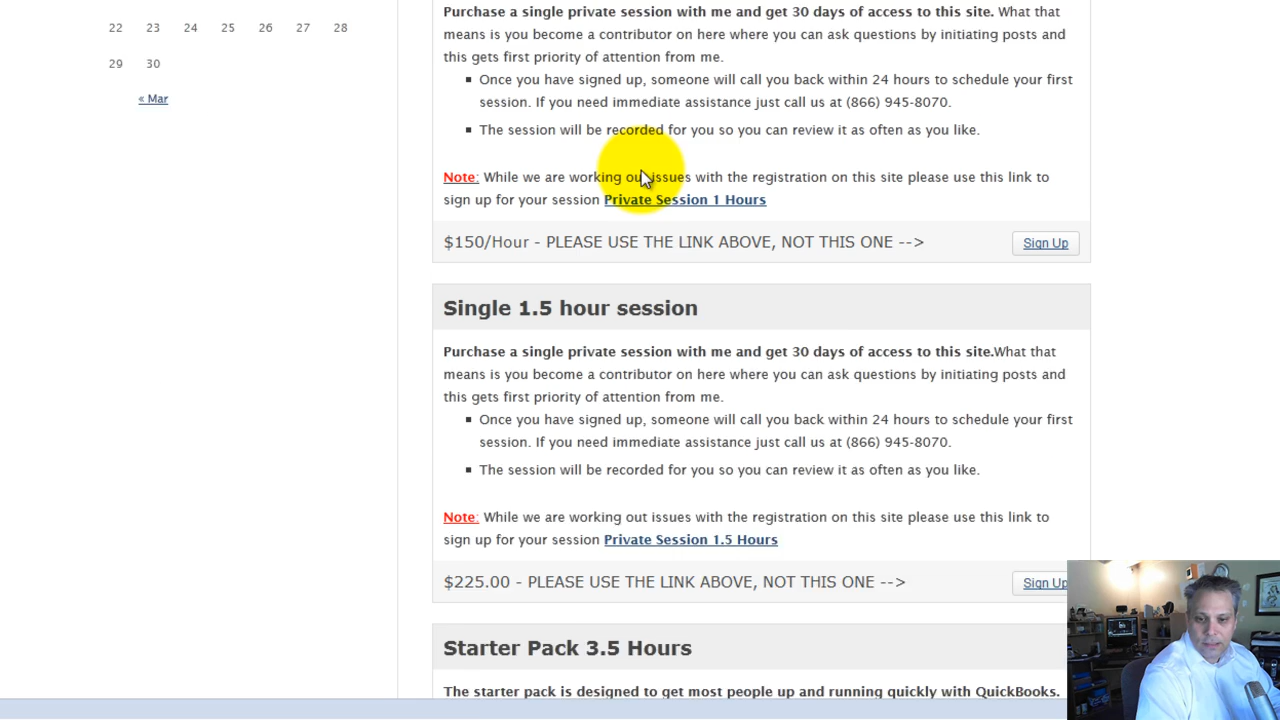 Purchase a single private session with me and get 30 days of access to this site. What that
22 23 24 25 26 27 28
means is you become a contributor on here where you can ask questions by initiating posts and
this gets first priority of attention from me.
29 30
Once you have signed up, someone will call you back within 24 hours to schedule your first
« Mar
session. If you need immediate assistance just call us at (866) 945-8070.
The session will be recorded for you so you can review it as often as you like.
Note: While we are working out issues with the registration on this site please use this link to
sign up for your session Private Session 1 Hours
$150/Hour - PLEASE USE THE LINK ABOVE, NOT THIS ONE --> Sign Up
Single 1.5 hour session
Purchase a single private session with me and get 30 days of access to this site.What that
means is you become a contributor on here where you can ask questions by initiating posts and
this gets first priority of attention from me.
Once you have signed up, someone will call you back within 24 hours to schedule your first
session. If you need immediate assistance just call us at (866) 945-8070.
The session will be recorded for you so you can review it as often as you like.
Note: While we are working out issues with the registration on this site please use this link to
sign up for your session Private Session 1.5 Hours
$225.00 - PLEASE USE THE LINK ABOVE, NOT THIS ONE --> Sign Up
Starter Pack 3.5 Hours
The starter pack is designed to get most people up and running quickly with QuickBooks.